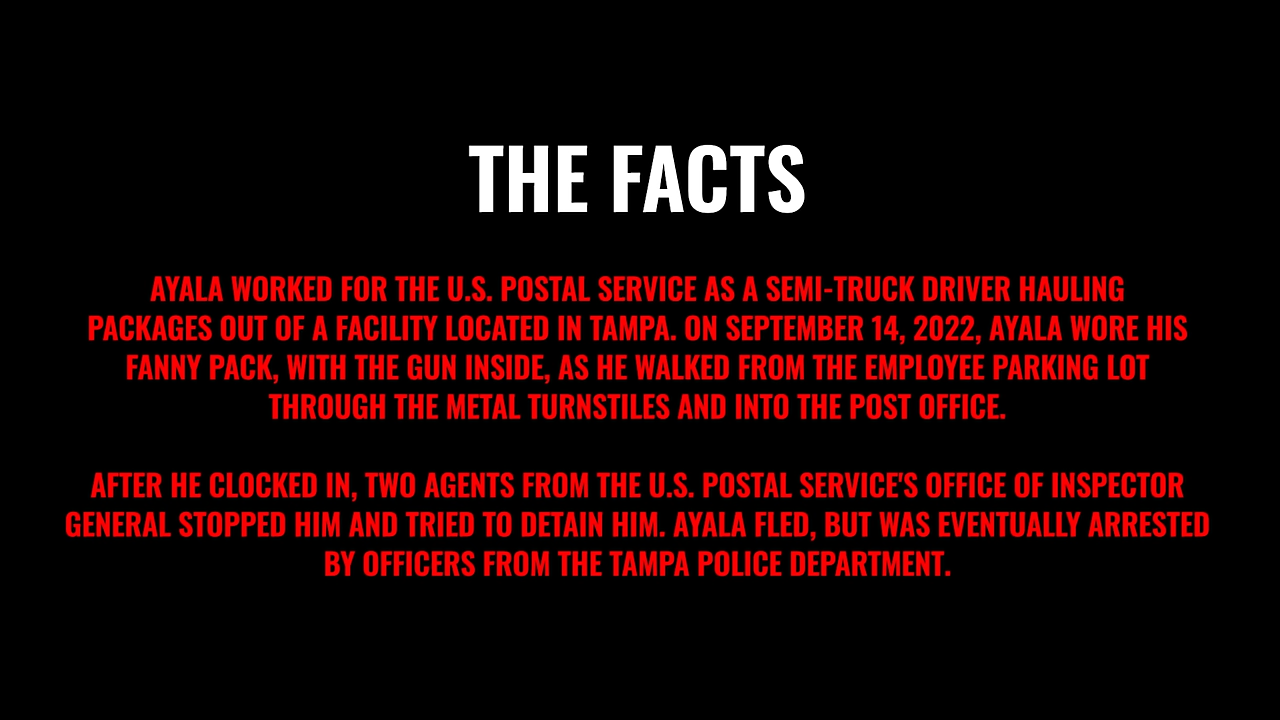 THE FACTS
AYALA WORKED FOR THE U.S. POSTAL SERVICE AS A SEMI-TRUCK DRIVER HAULING
PACKAGES OUT OF A FACILITY LOCATED IN TAMPA. ON SEPTEMBER 14, 2022, AYALA WORE HIS
FANNY PACK, WITH THE GUN INSIDE, AS HE WALKED FROM THE EMPLOYEE PARKING LOT
THROUGH THE METAL TURNSTILES AND INTO THE POST OFFICE.
AFTER HE CLOCKED IN, TWO AGENTS FROM THE U.S. POSTAL SERVICE'S OFFICE OF INSPECTOR
GENERAL STOPPED HIM AND TRIED TO DETAIN HIM. AYALA FLED, BUT WAS EVENTUALLY ARRESTED
BY OFFICERS FROM THE TAMPA POLICE DEPARTMENT.